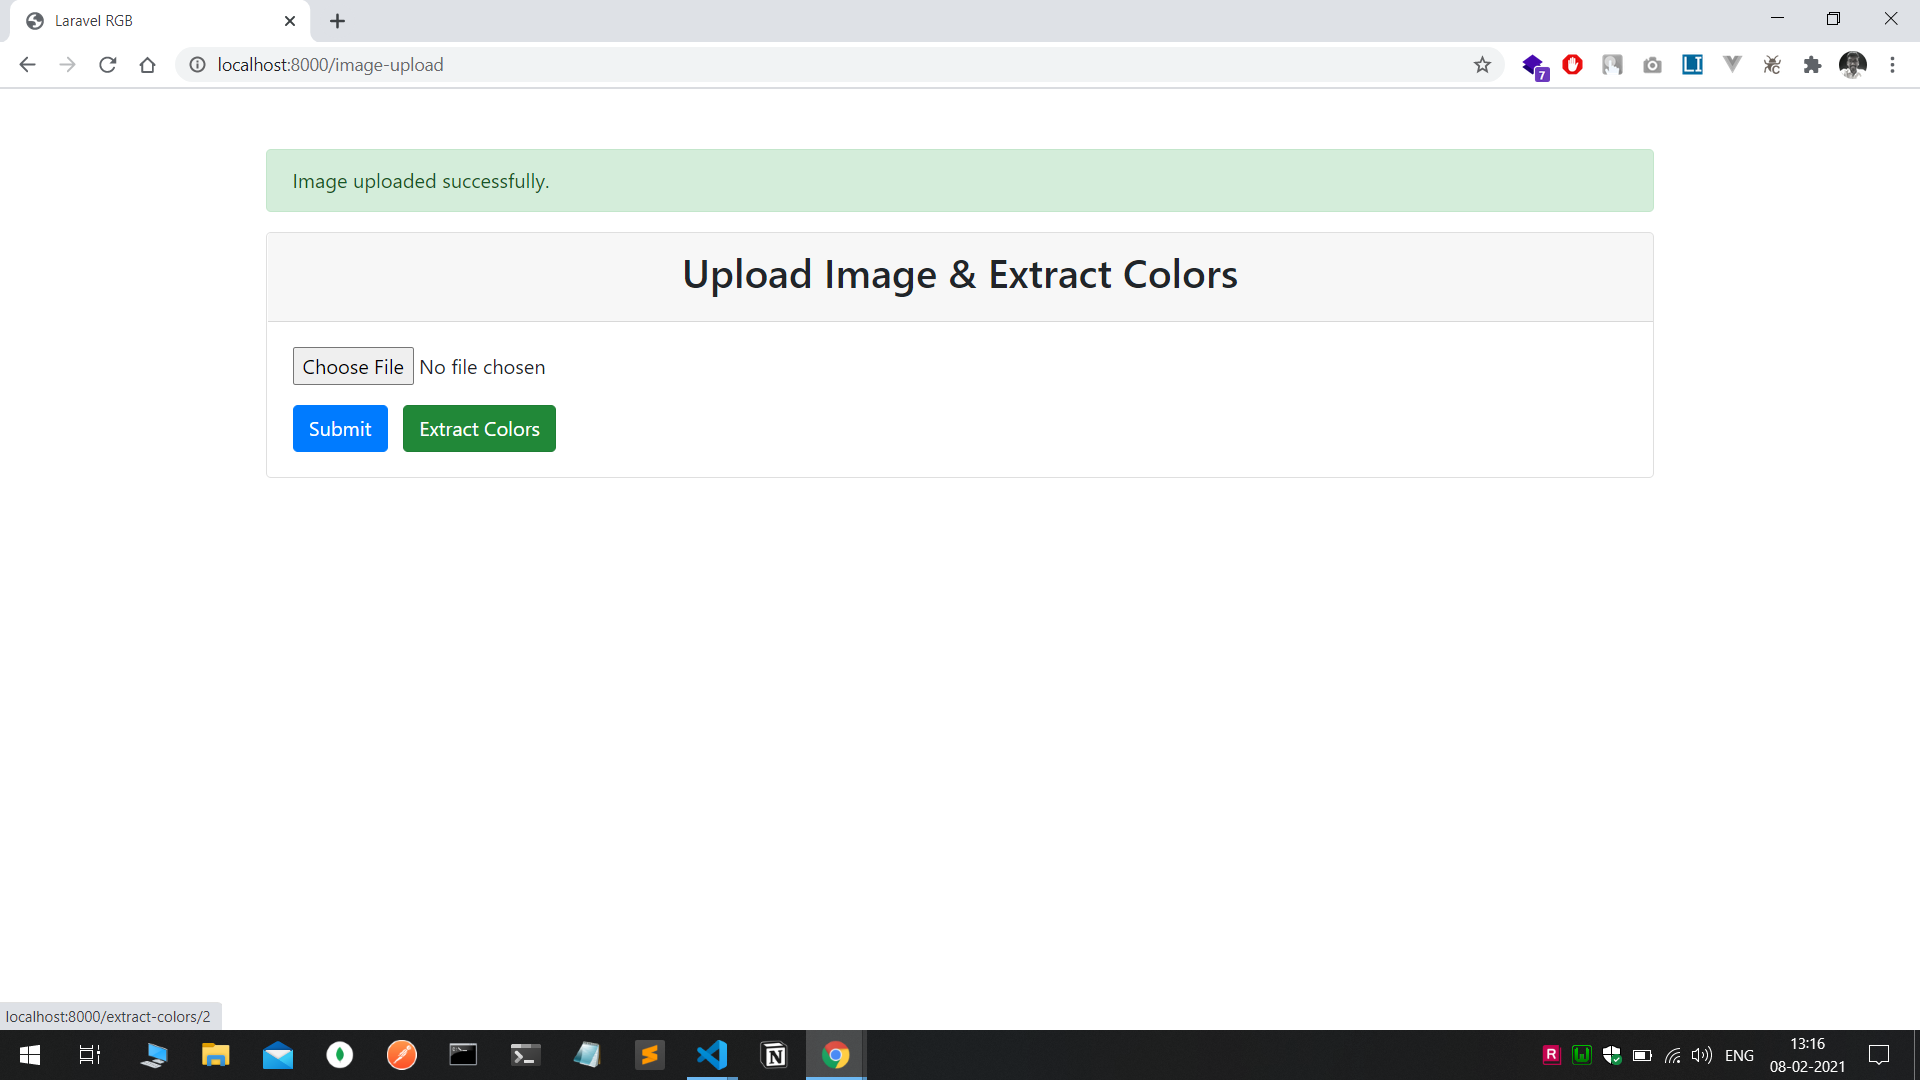 Laravel RGB
localhost:8000/image-upload
7
LI
Image uploaded successfully.
Upload Image & Extract Colors
Choose File No file chosen
Submit Extract Colors
localhost:8000/extract-colors/2
R
ENG
13:16
08-02-2021